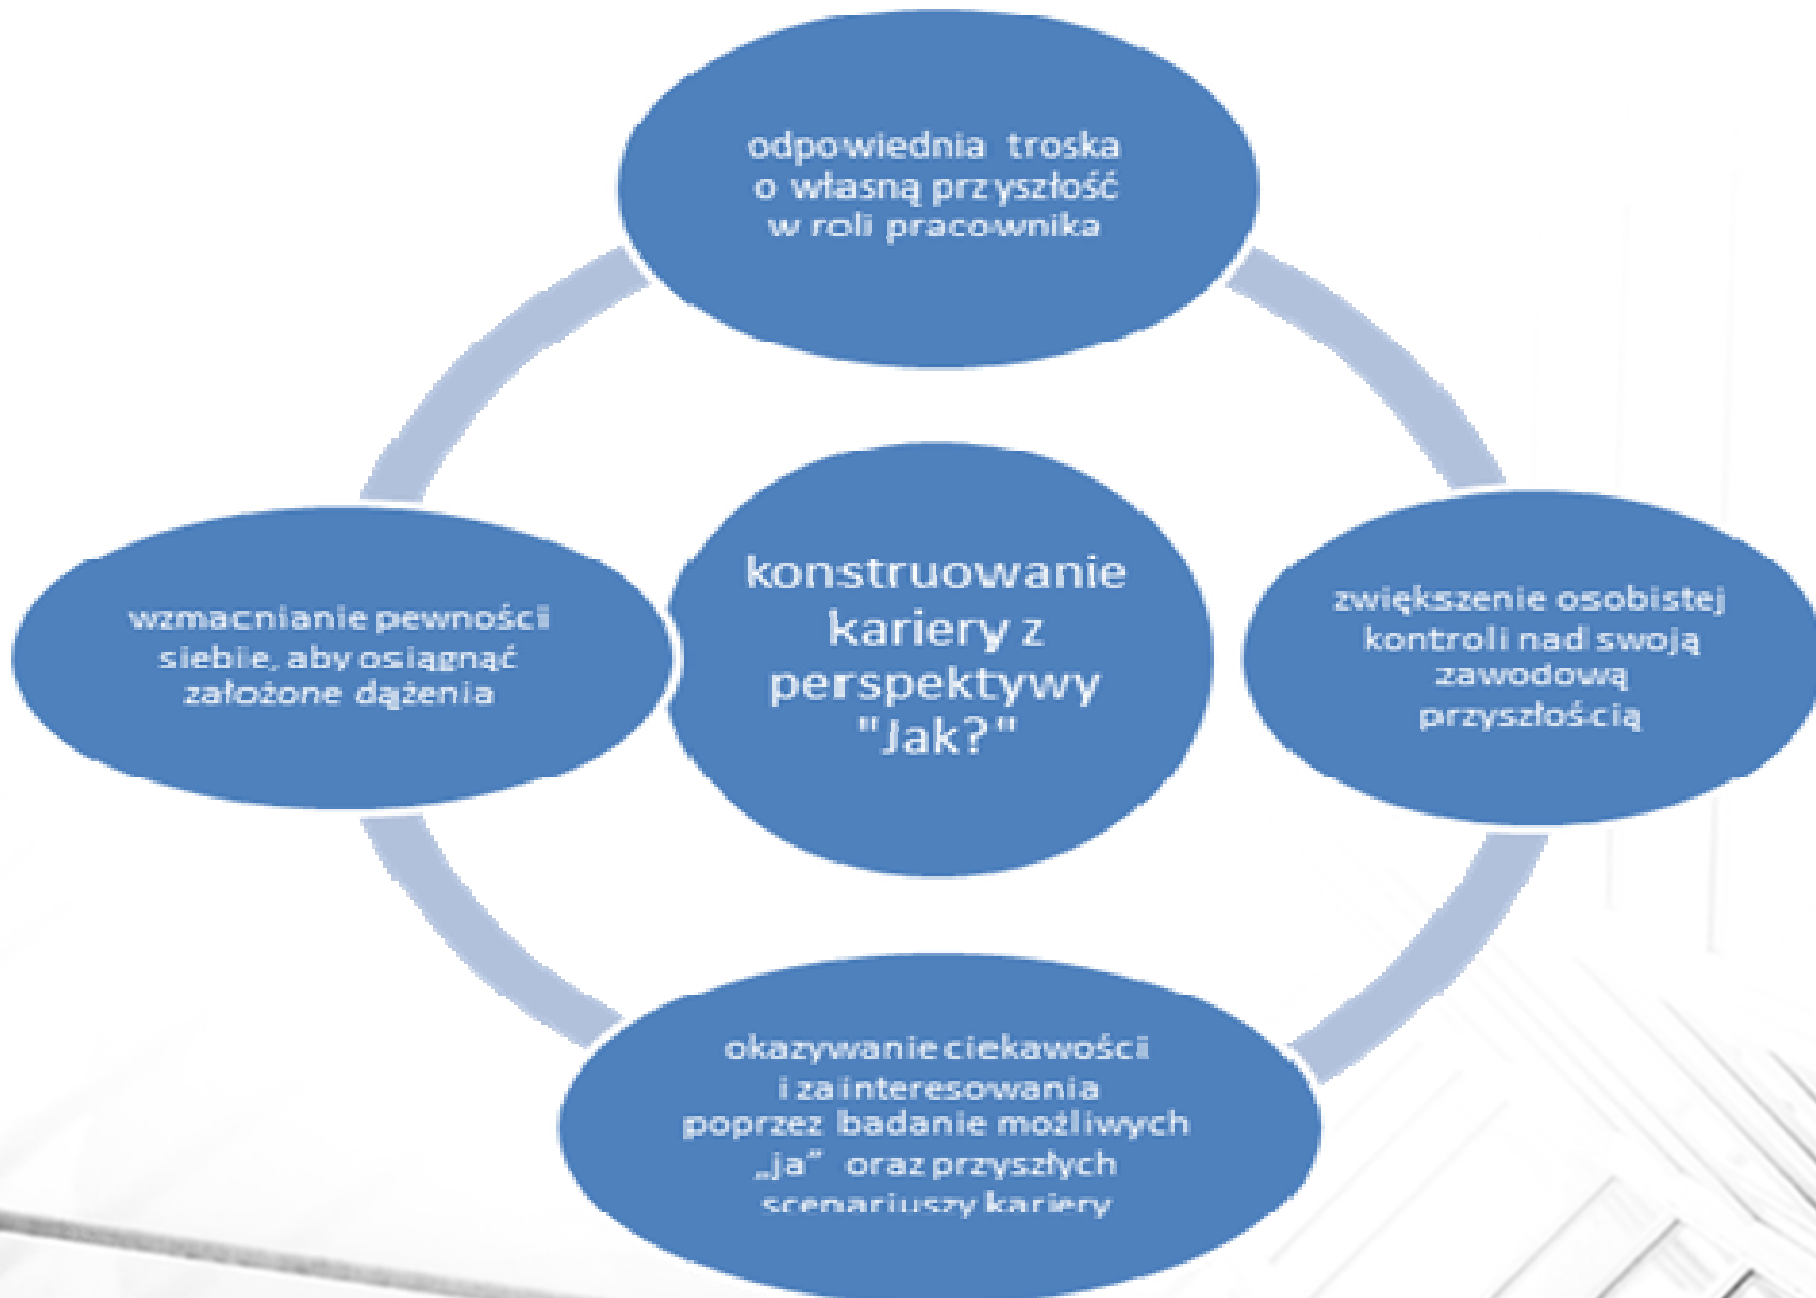 odpowiednia troska
o własną przyszłość
w roli pracownika
konstruowanie
kariery z
perspektywy
"Jak?"
zwiększenie osobistej
kontroli nad swoją
zawodową
przyszłością
okazywanie ciekawości
i zainteresowania
poprzez badanie możliwych
„ja” oraz przyszłych
scenariuszy kariery
wzmacnianie pewności
siebie, aby osiągnąć
założone dążenia